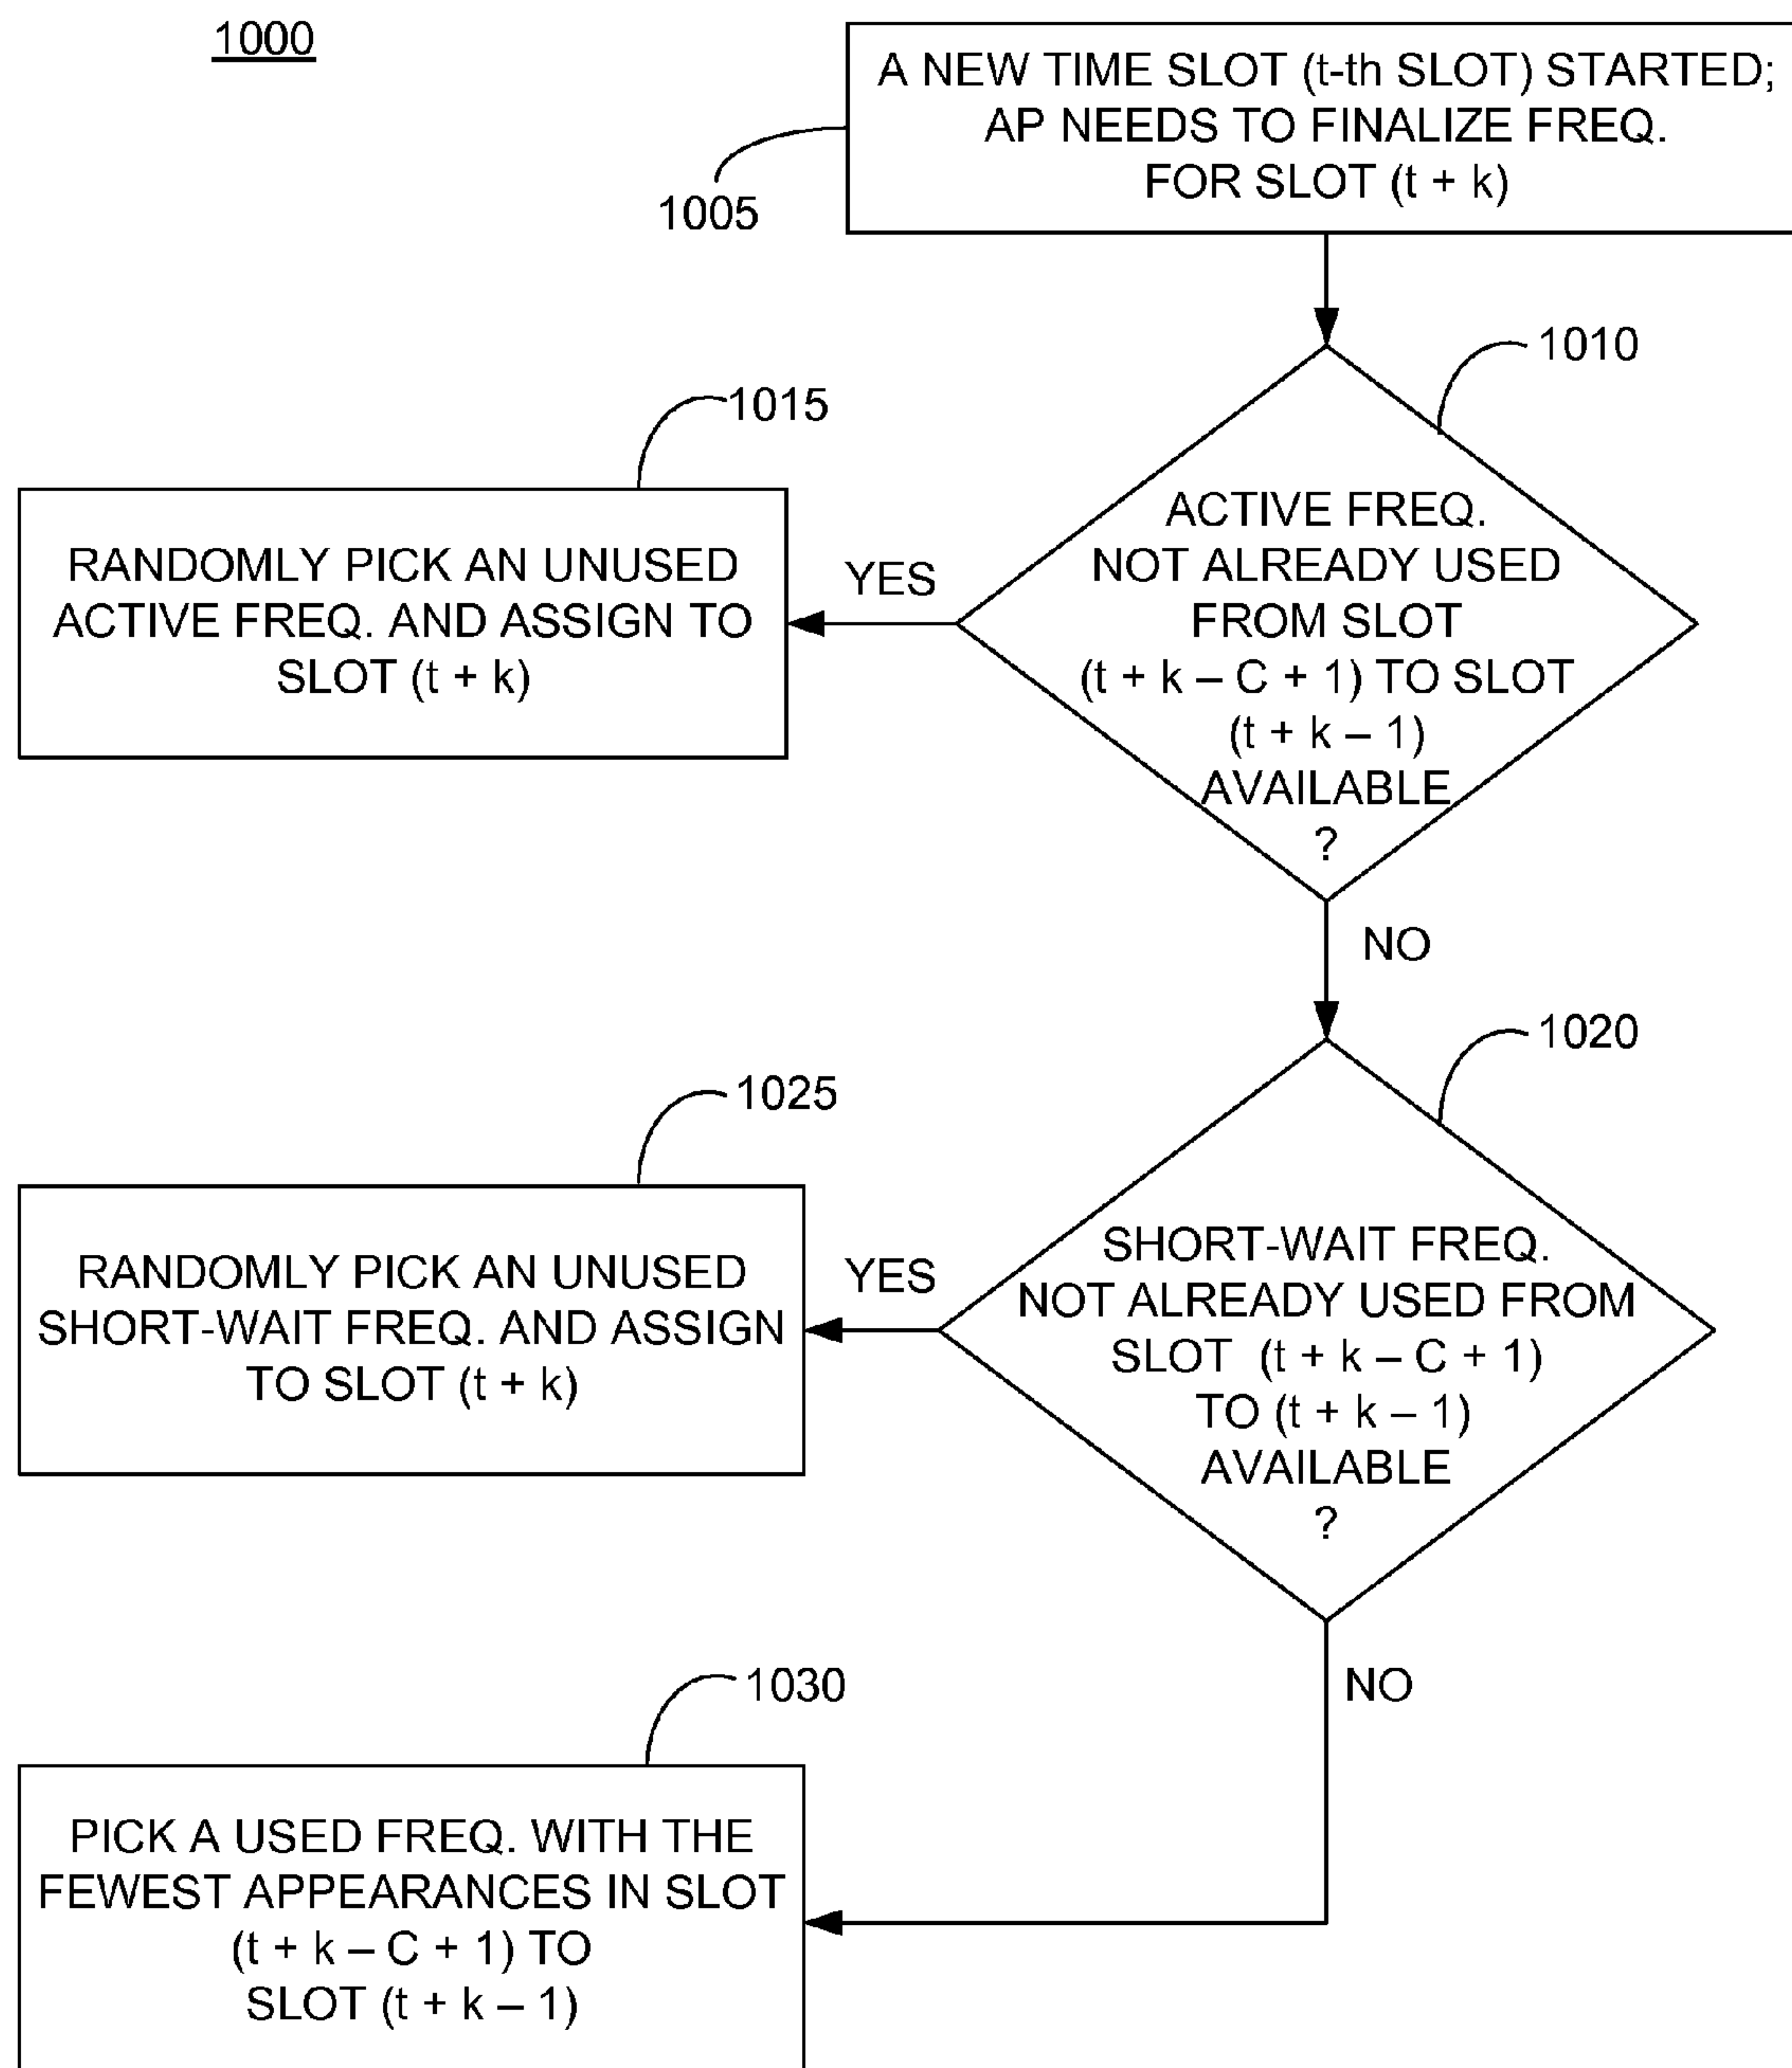 1000
A NEW TIME SLOT (t-th SLOT) STARTED;
AP NEEDS TO FINALIZE FREQ.
FOR SLOT (t + k)
1005
1010
ACTIVE FREQ.
NOT ALREADY USED
FROM SLOT
(t + k – C + 1) TO SLOT
(t + k – 1)
AVAILABLE
?
YES
1015
RANDOMLY PICK AN UNUSED
ACTIVE FREQ. AND ASSIGN TO
SLOT (t + k)
NO
1020
SHORT-WAIT FREQ.
NOT ALREADY USED FROM
SLOT (t + k – C + 1)
TO (t + k – 1)
AVAILABLE
?
YES
1025
RANDOMLY PICK AN UNUSED
SHORT-WAIT FREQ. AND ASSIGN
TO SLOT (t + k)
NO
1030
PICK A USED FREQ. WITH THE
FEWEST APPEARANCES IN SLOT
(t + k – C + 1) TO
SLOT (t + k – 1)